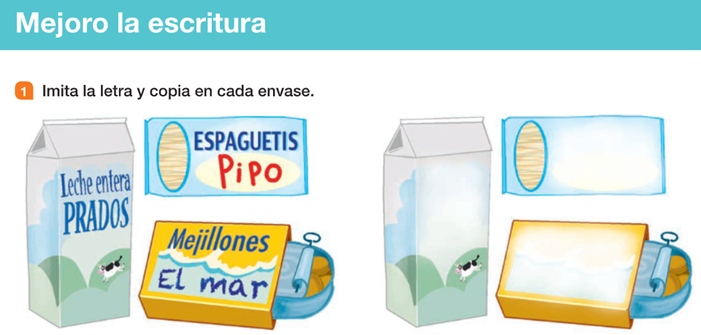 Mejoro la escritura
1 Imita la letra y copia en cada envase.
Leche entera
PRADOS
ESPAGUETIS
Pipo
Mejillones
El mar